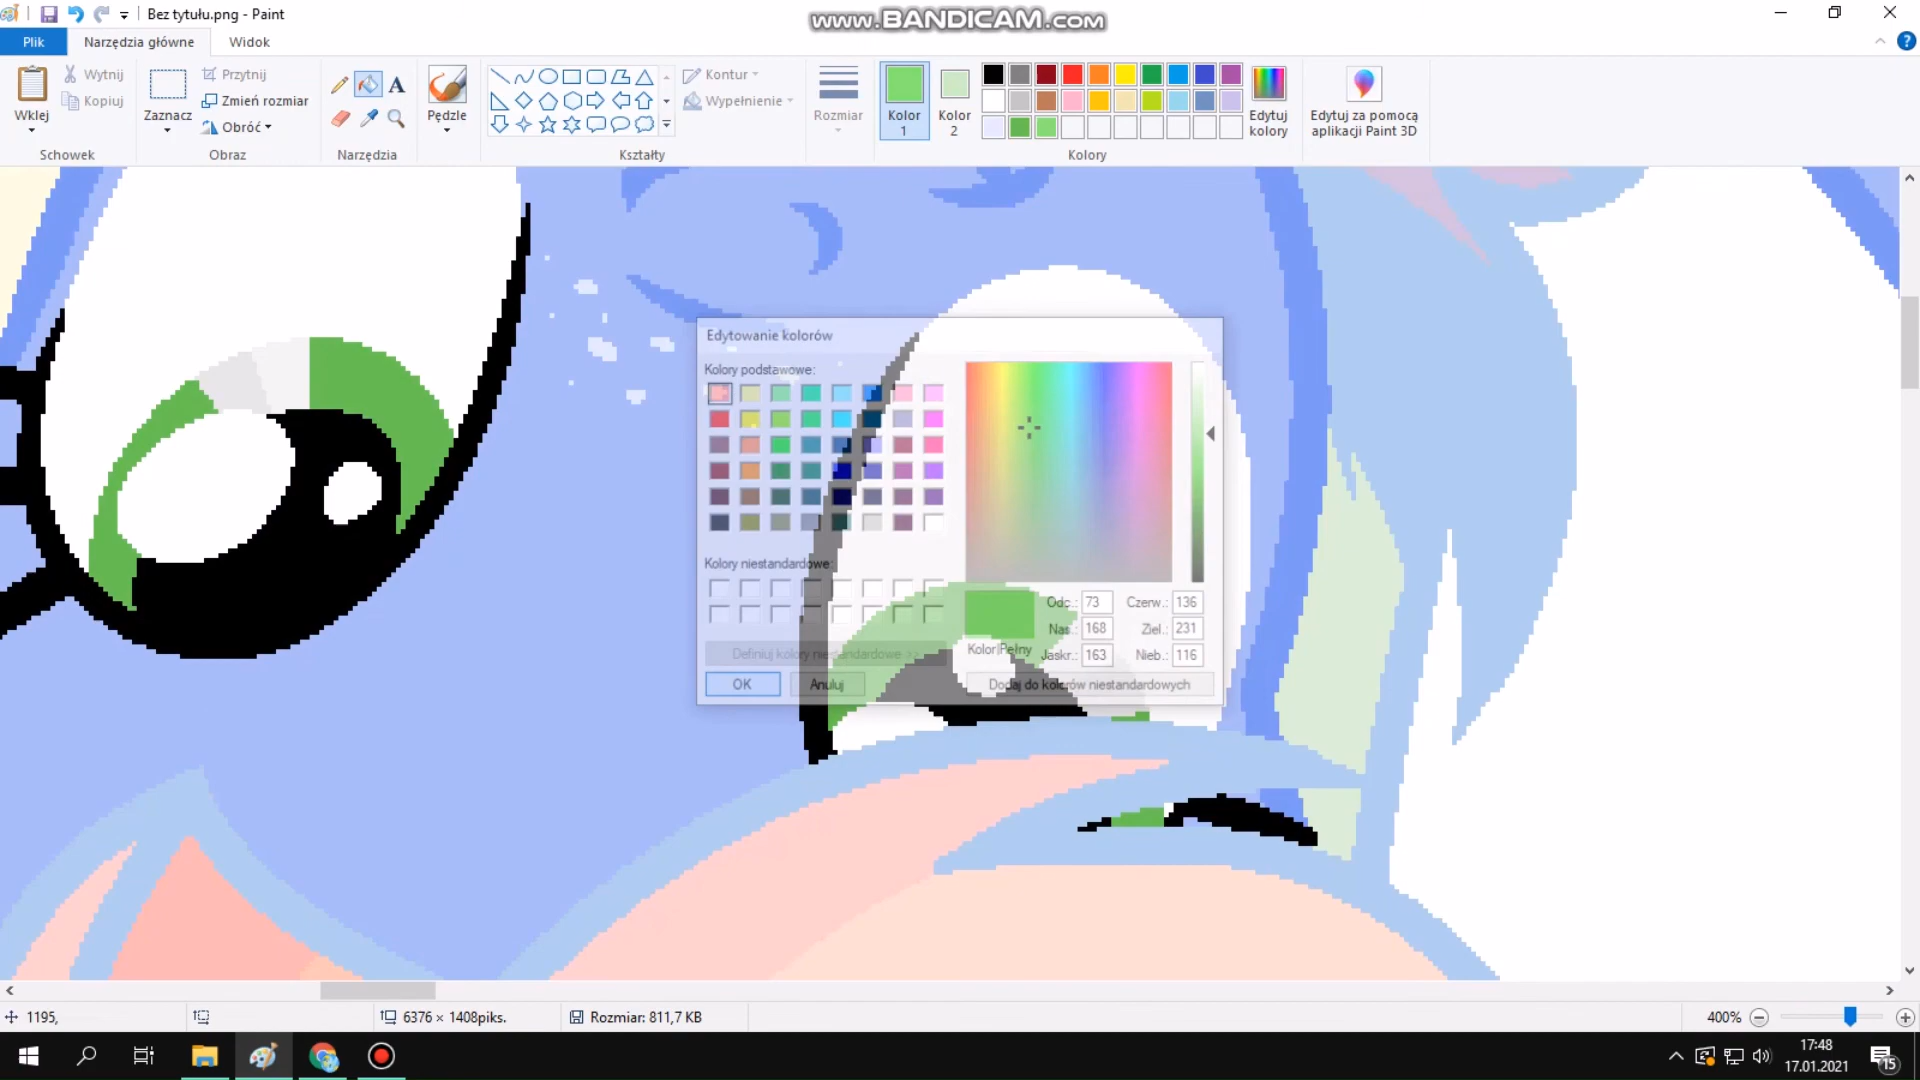 Bez tytułu.png - Paint
www.BANDICAM.com
Plik
Narzędzia główne
Widok
Wklej
Wytnij
Kopiuj
Schowek
Zaznacz
Przytnij
Zmień rozmiar
Obróć
Obraz
A
Narzędzia
Pędzle
Kontur
Wypełnienie
Kształty
Rozmiar
Kolor
1
Kolor
2
Edytuj
kolory
Kolory
Edytuj za pomocą
aplikacji Paint 3D
Edytowanie kolorów
Kolory podstawowe:
Kolory niestandardowe:
Definiuj kolory niestandardowe >>
OK
Anuluj
Kolor|Pełny
Odc.: 73
Nas.: 168
Jaskr.: 163
Czerw.: 136
Ziel.: 231
Nieb.: 116
Dodaj do kolorów niestandardowych
1195,
6376 × 1408piks.
Rozmiar: 811,7 KB
400%
17:48
17.01.2021
15